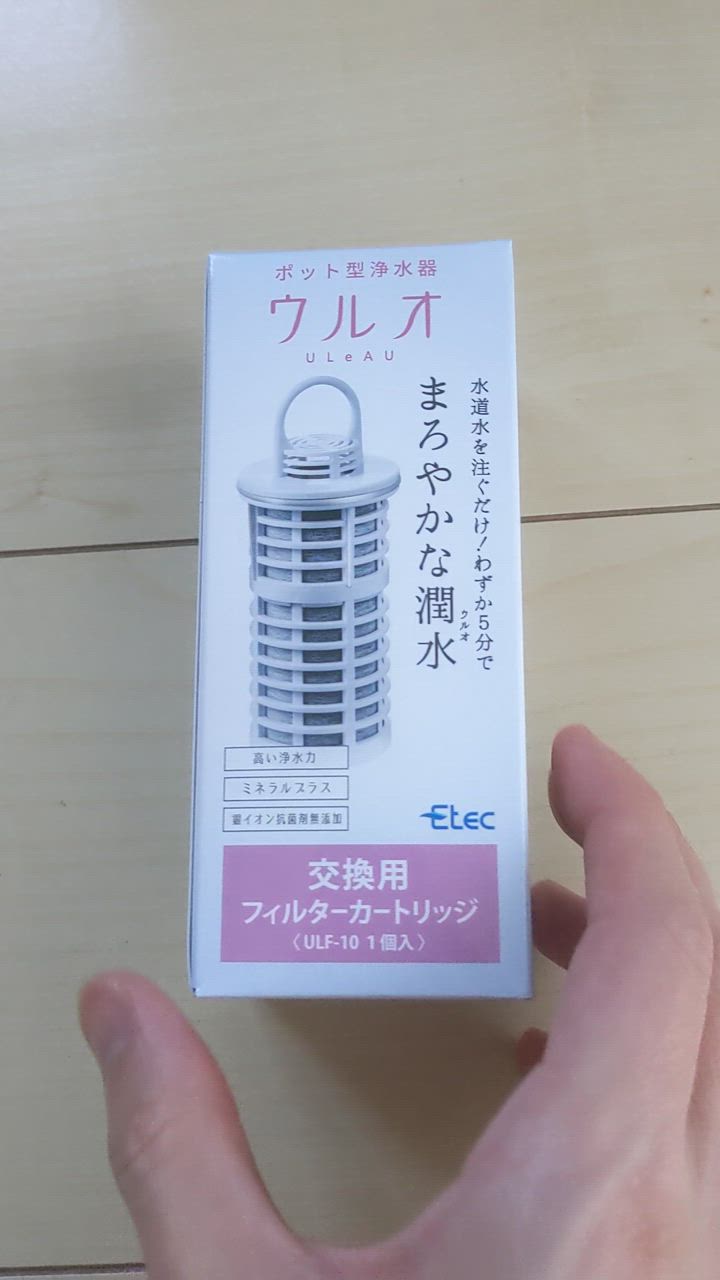 ポット型浄水器
ウルオ
ULeAU
水道水を注ぐだけ!わずか5分で
まろやかな潤水
ウルオ
高い浄水力
ミネラルプラス
銀イオン抗菌剤無添加
Etec
交換用
フィルターカートリッジ
〈ULF-10 1個入〉